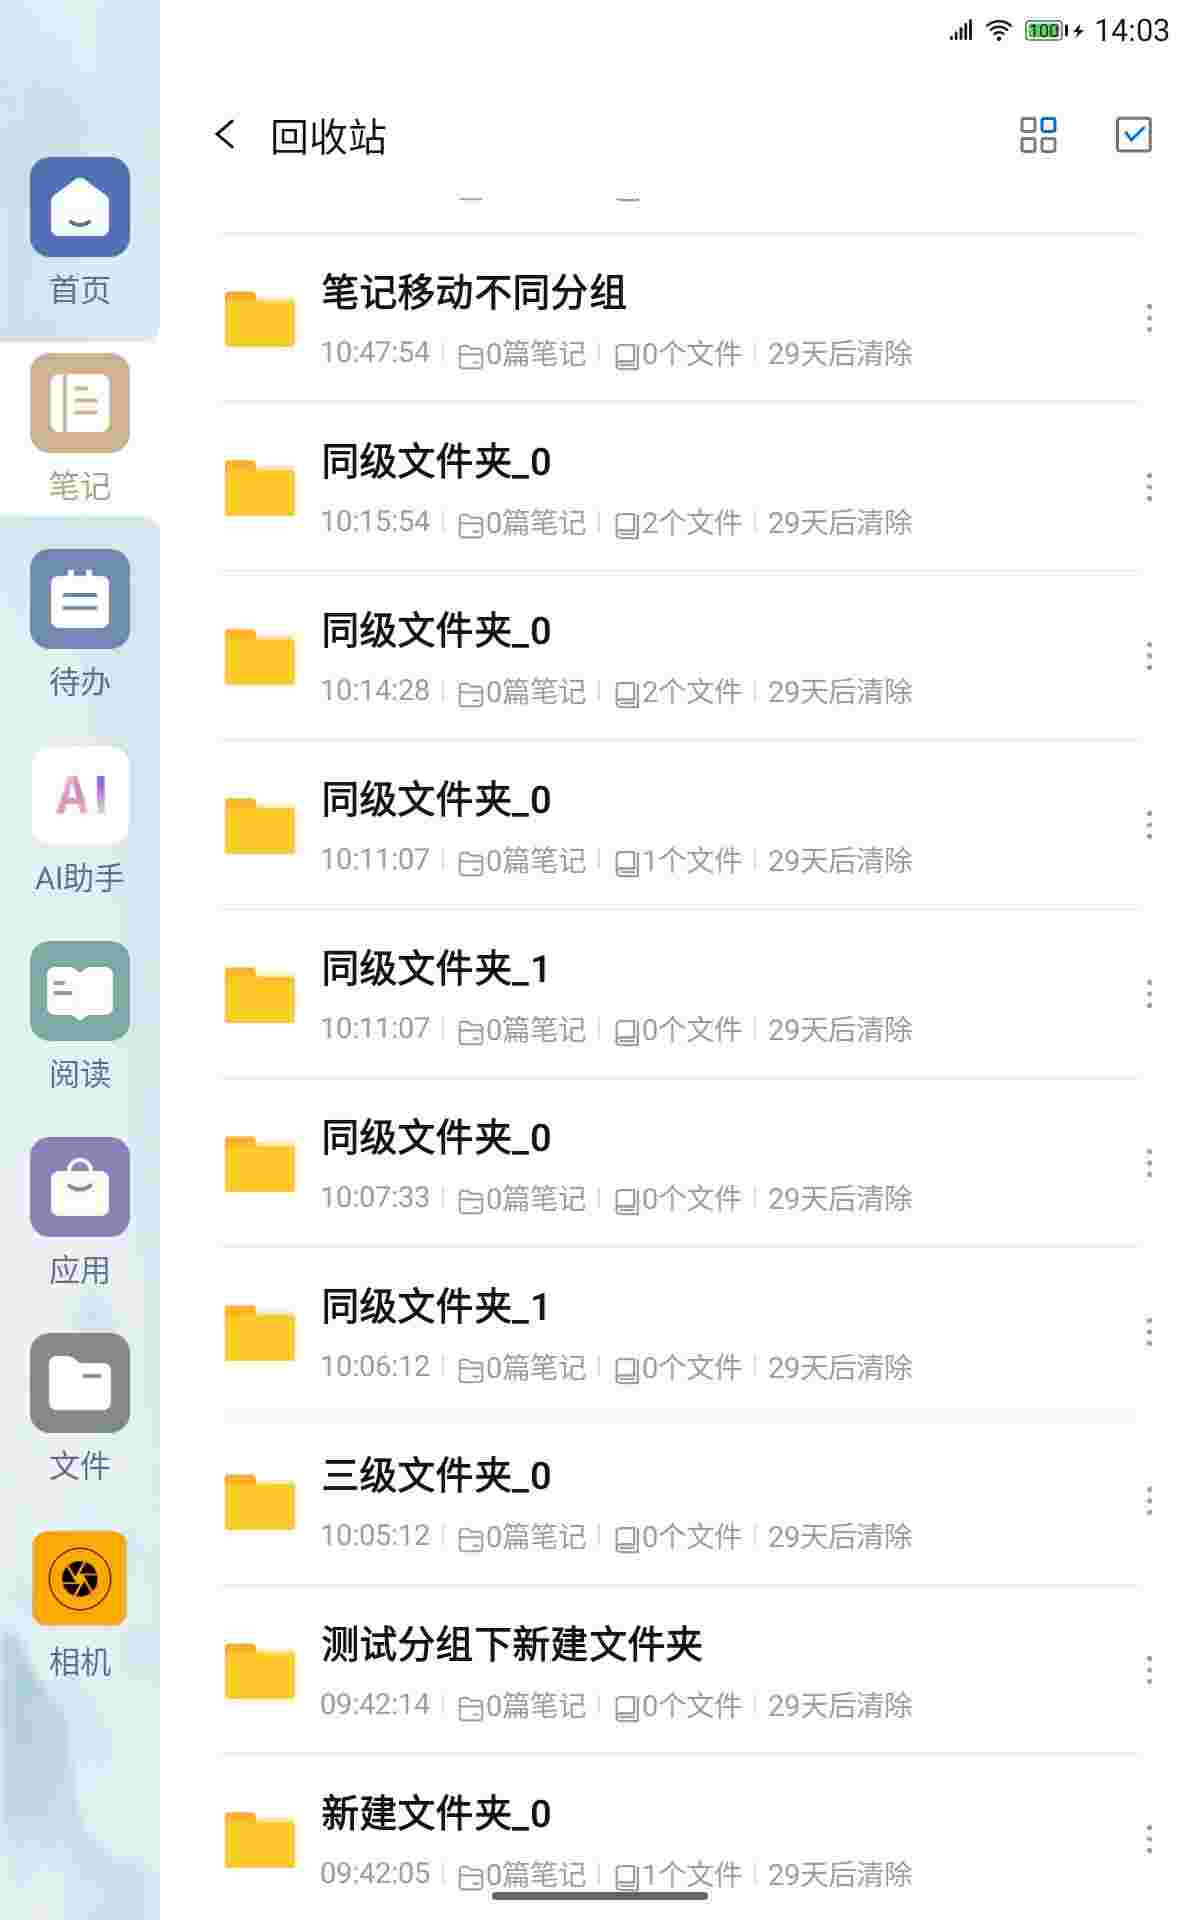 100 14:03
回收站
首页
笔记
待办
AI
AI助手
阅读
应用
文件
相机
笔记移动不同分组
10:47:54 0篇笔记 0个文件 29天后清除
同级文件夹_0
10:15:54 0篇笔记 2个文件 29天后清除
同级文件夹_0
10:14:28 0篇笔记 2个文件 29天后清除
同级文件夹_0
10:11:07 0篇笔记 1个文件 29天后清除
同级文件夹_1
10:11:07 0篇笔记 0个文件 29天后清除
同级文件夹_0
10:07:33 0篇笔记 0个文件 29天后清除
同级文件夹_1
10:06:12 0篇笔记 0个文件 29天后清除
三级文件夹_0
10:05:12 0篇笔记 0个文件 29天后清除
测试分组下新建文件夹
09:42:14 0篇笔记 0个文件 29天后清除
新建文件夹_0
09:42:05 0篇笔记 1个文件 29天后清除